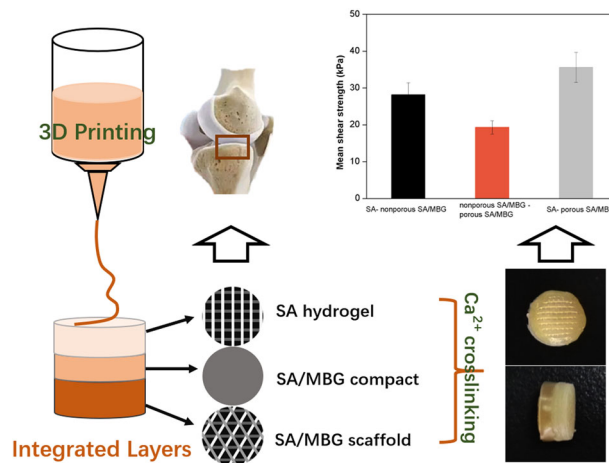 3D Printing
50
40
30
20
10
0
Mean shear strength (kPa)
SA- nonporous SA/MBG
nonporous SA/MBG -
porous SA/MBG
SA- porous SA/MB
SA hydrogel
SA/MBG compact
SA/MBG scaffold
Integrated Layers
Ca²⁺ crosslinking